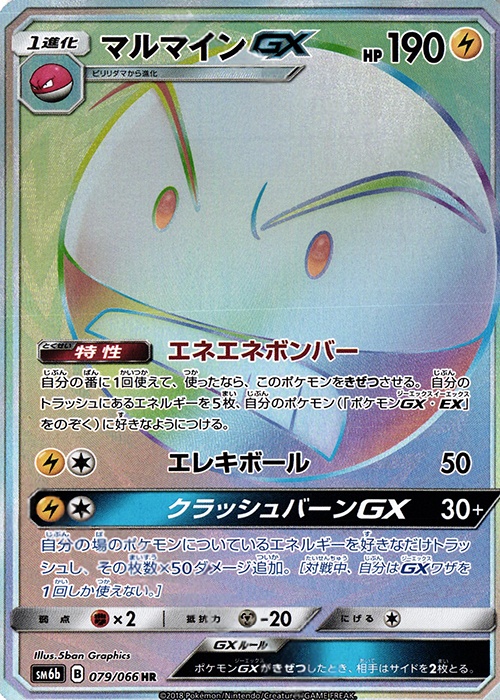 1進化
マルマインGX
HP 190
ビリリダマから進化
とくせい
特性 エネエネボンバー
自分の番に1回使えて、使ったなら、このポケモンをきぜつさせる。自分の
トラッシュにあるエネルギーを5枚、自分のポケモン(「ポケモンGX・EX」
をのぞく)に好きなようにつける。
エレキボール 50
クラッシュバーンGX 30+
自分の場のポケモンについているエネルギーを好きなだけトラッ
シュし、その枚数×50ダメージ追加。[対戦中、自分はGXワザを
1回しか使えない。]
弱点 ×2 抵抗力 -20 にげる
GXルール
ポケモンGXがきぜつしたとき、相手はサイドを2枚とる。
Illus.5ban Graphics
SM6b B 079/066 HR
©2018 Pokémon/Nintendo/Creatures/GAME FREAK.